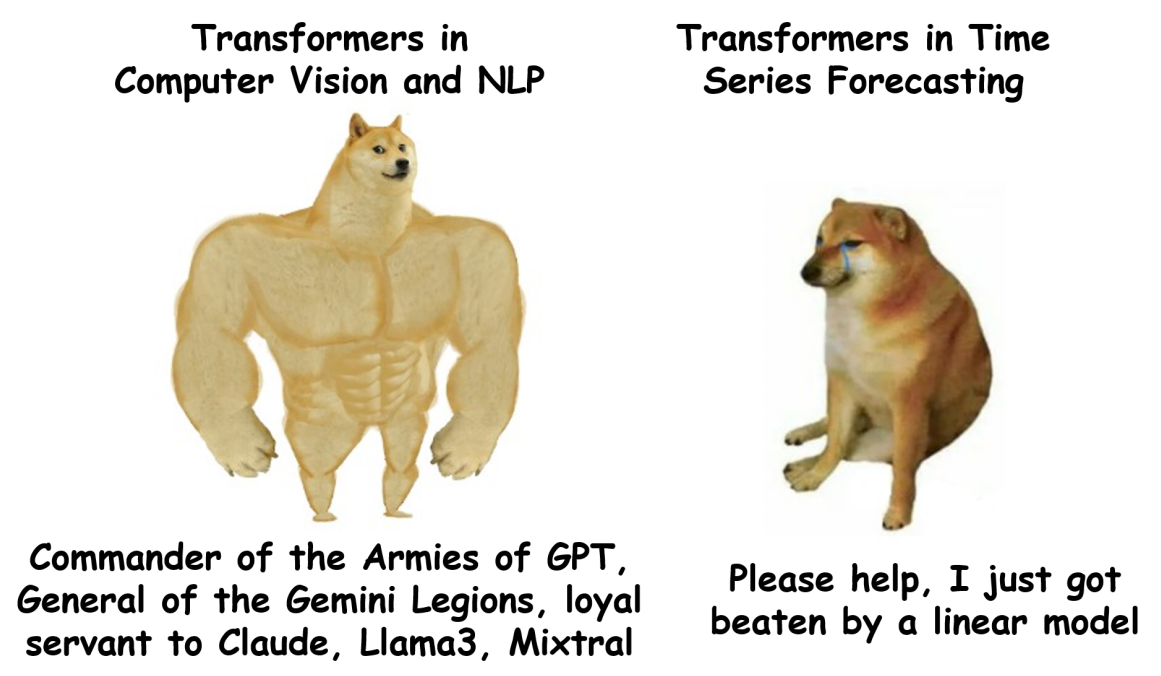 Transformers in
Computer Vision and NLP
Transformers in Time
Series Forecasting
Commander of the Armies of GPT,
General of the Gemini Legions, loyal
servant to Claude, Llama3, Mixtral
Please help, I just got
beaten by a linear model